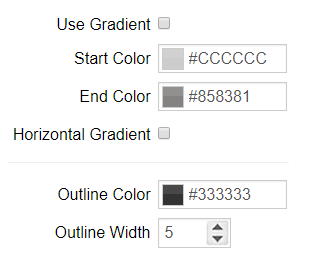 Use Gradient
Start Color #CCCCCC
End Color #858381
Horizontal Gradient
Outline Color #333333
Outline Width 5